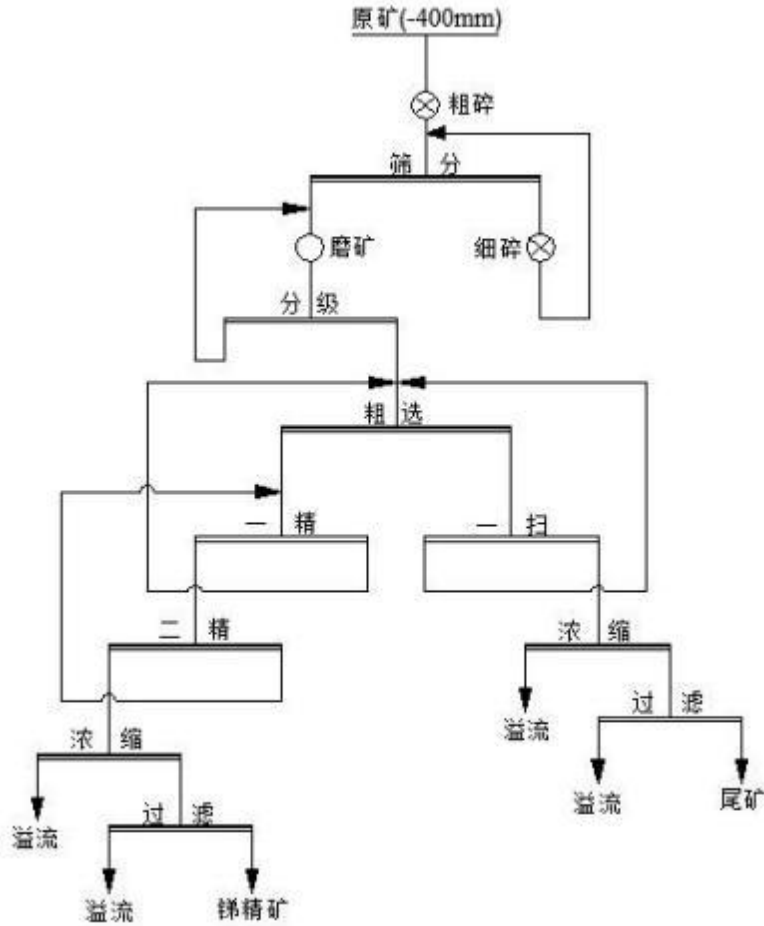 原矿(-400mm)
粗碎
筛 分
磨矿
细碎
分 级
粗 选
一 精
一 扫
二 精
浓 缩
溢流
过 滤
溢流
尾矿
浓 缩
溢流
过 滤
溢流
锑精矿